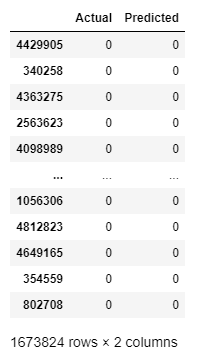 Actual Predicted
4429905 0 0
340258 0 0
4363275 0 0
2563623 0 0
4098989 0 0
... ... ...
1056306 0 0
4812823 0 0
4649165 0 0
354559 0 0
802708 0 0
1673824 rows × 2 columns